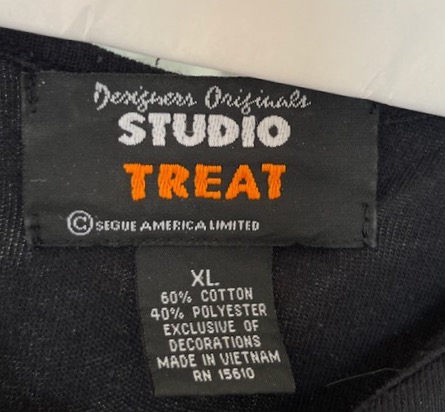 Designers Originals
STUDIO
TREAT
© SEGUE AMERICA LIMITED
XL
60% COTTON
40% POLYESTER
EXCLUSIVE OF
DECORATIONS
MADE IN VIETNAM
RN 15610